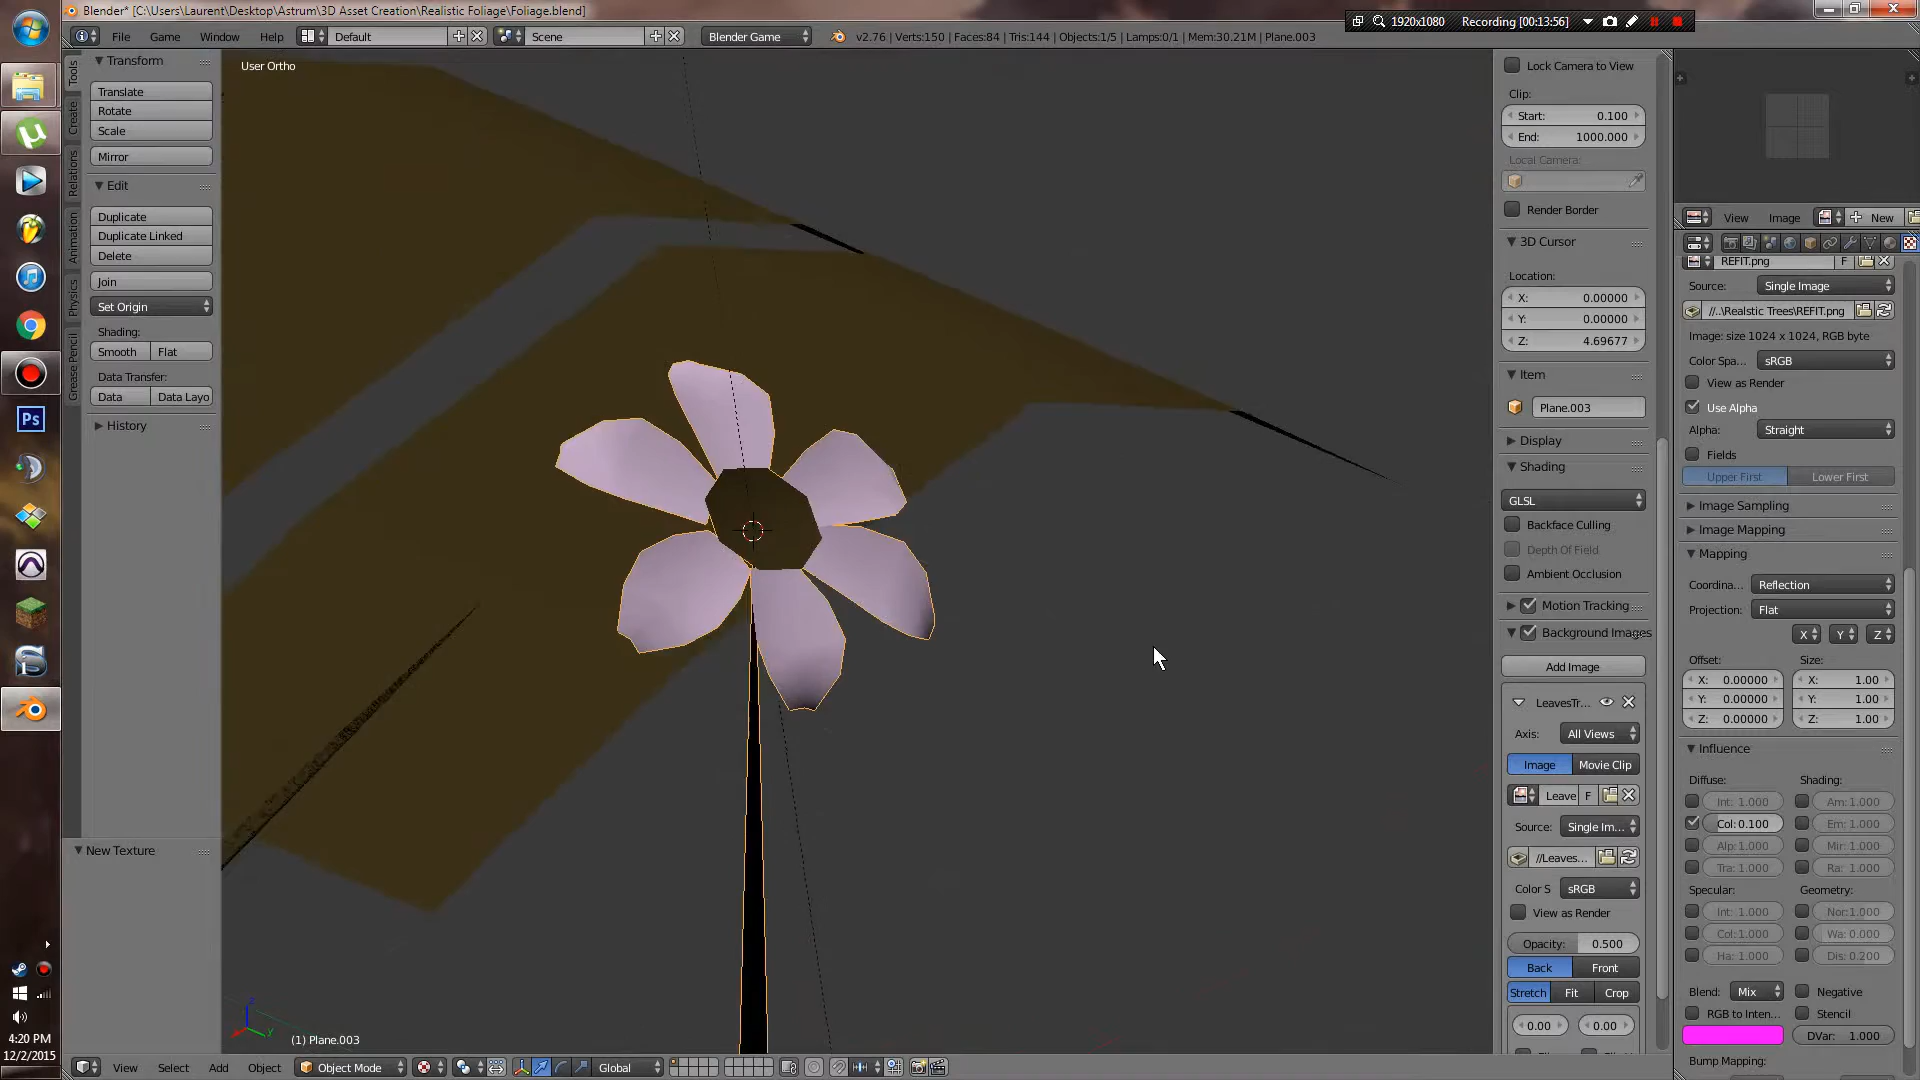 Blender* [C:\Users\Laurent\Desktop\Astrum\3D Asset Creation\Realistic Foliage\Foliage.blend]
1920x1080 Recording [00:13:56]
File Game Window Help Default Scene Blender Game v2.76 | Verts:150 | Faces:84 | Tris:144 | Objects:1/5 | Lamps:0/1 | Mem:30.21M | Plane.003
Transform
Translate
Rotate
Scale
Mirror
Edit
Duplicate
Duplicate Linked
Delete
Join
Set Origin
Shading:
Smooth Flat
Data Transfer:
Data Data Layo
History
New Texture
Tools
Create
Relations
Animation
Physics
Grease Pencil
User Ortho
(1) Plane.003
View Select Add Object Object Mode Global
Lock Camera to View
Clip:
Start: 0.100
End: 1000.000
Local Camera:
Render Border
3D Cursor
Location:
X: 0.00000
Y: 0.00000
Z: 4.69677
Item
Plane.003
Display
Shading
GLSL
Backface Culling
Depth Of Field
Ambient Occlusion
Motion Tracking
Background Images
Add Image
LeavesTr...
Axis: All Views
Image Movie Clip
Leave F
Source: Single Im...
//Leaves...
Color S sRGB
View as Render
Opacity: 0.500
Back Front
Stretch Fit Crop
0.00 0.00
View Image New
REFIT.png F
Source: Single Image
//..\Realstic Trees\REFIT.png
Image: size 1024 x 1024, RGB byte
Color Spa... sRGB
View as Render
Use Alpha
Alpha: Straight
Fields
Upper First Lower First
Image Sampling
Image Mapping
Mapping
Coordina... Reflection
Projection: Flat
X Y Z
Offset: Size:
X: 0.00000 X: 1.00
Y: 0.00000 Y: 1.00
Z: 0.00000 Z: 1.00
Influence
Diffuse: Shading:
Int: 1.000 Am: 1.000
Col: 0.100 Em: 1.000
Alp: 1.000 Mir: 1.000
Tra: 1.000 Ra: 1.000
Specular: Geometry:
Int: 1.000 Nor: 1.000
Col: 1.000 Wa: 0.000
Ha: 1.000 Dis: 0.200
Blend: Mix Negative
RGB to Inten... Stencil
DVar: 1.000
Bump Mapping:
Ps
4:20 PM
12/2/2015